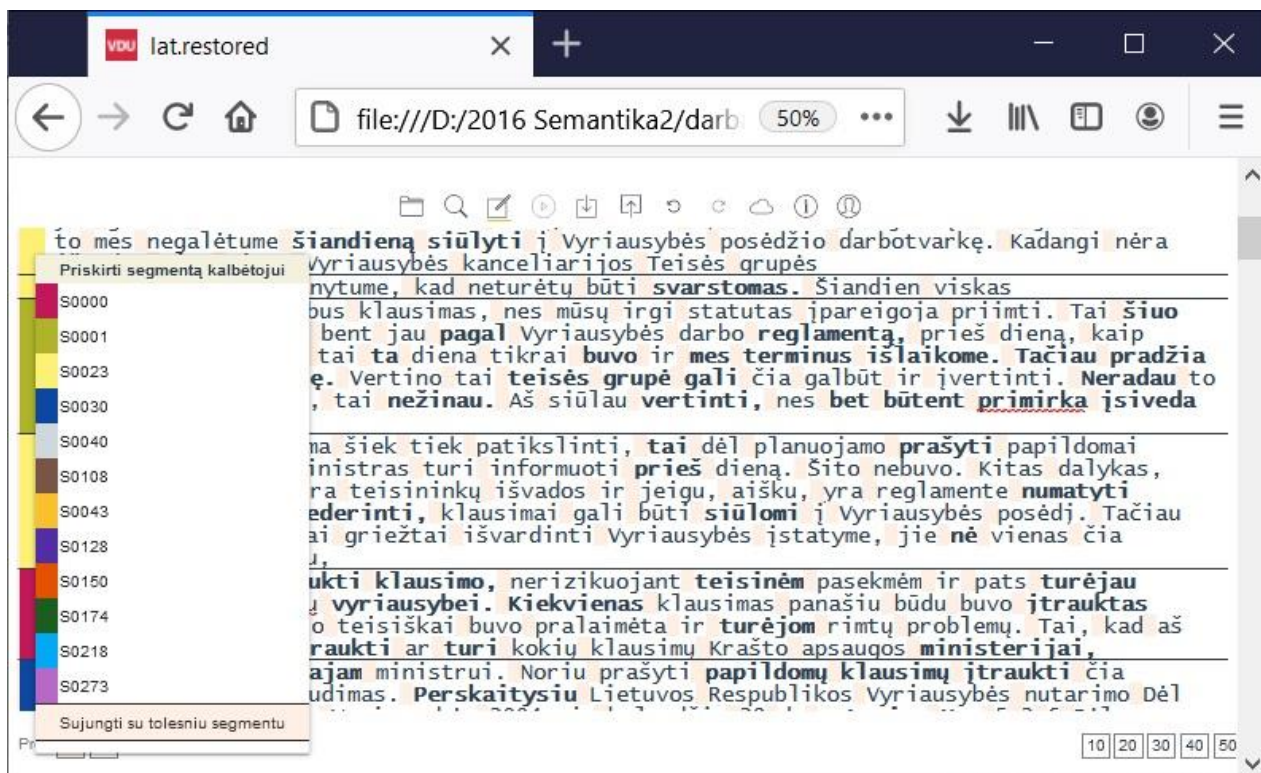 VDU lat.restored
file:///D:/2016 Semantika2/darb 50%
to mes negalėtume šiandieną siūlyti į Vyriausybės posėdžio darbotvarkę. Kadangi nėra
Priskirti segmentą kalbėtojui
Vyriausybės kanceliarijos Teisės grupės
nytume, kad neturėtų būti svarstomas. Šiandien viskas
S0000
bus klausimas, nes mūsų irgi statutas įpareigoja priimti. Tai šiuo
S0001
bent jau pagal Vyriausybės darbo reglamentą, prieš dieną, kaip
tai ta diena tikrai buvo ir mes terminus išlaikome. Tačiau pradžia
S0023
ę. Vertino tai teisės grupė gali čia galbūt ir įvertinti. Neradau to
S0030
, tai nežinau. Aš siūlau vertinti, nes bet būtent primirka įsiveda
S0040
ma šiek tiek patikslinti, tai dėl planuojamo prašyti papildomai
S0108
inistras turi informuoti prieš dieną. Šito nebuvo. Kitas dalykas,
ra teisininkų išvados ir jeigu, aišku, yra reglamente numatyti
S0043
ederinti, klausimai gali būti siūlomi į Vyriausybės posėdį. Tačiau
S0128
ai griežtai išvardinti Vyriausybės įstatyme, jie nė vienas čia
u,
S0150
ukti klausimo, nerizikuojant teisinėm pasekmėm ir pats turėjau
ų vyriausybei. Kiekvienas klausimas panašiu būdu buvo įtrauktas
S0174
o teisiškai buvo pralaimėta ir turėjom rimtų problemų. Tai, kad aš
S0218
raukti ar turi kokių klausimų Krašto apsaugos ministerijai,
S0273
ajam ministrui. Noriu prašyti papildomų klausimų įtraukti čia
udimas. Perskaitysiu Lietuvos Respublikos Vyriausybės nutarimo Dėl
Sujungti su tolesniu segmentu
Pr
10 20 30 40 50